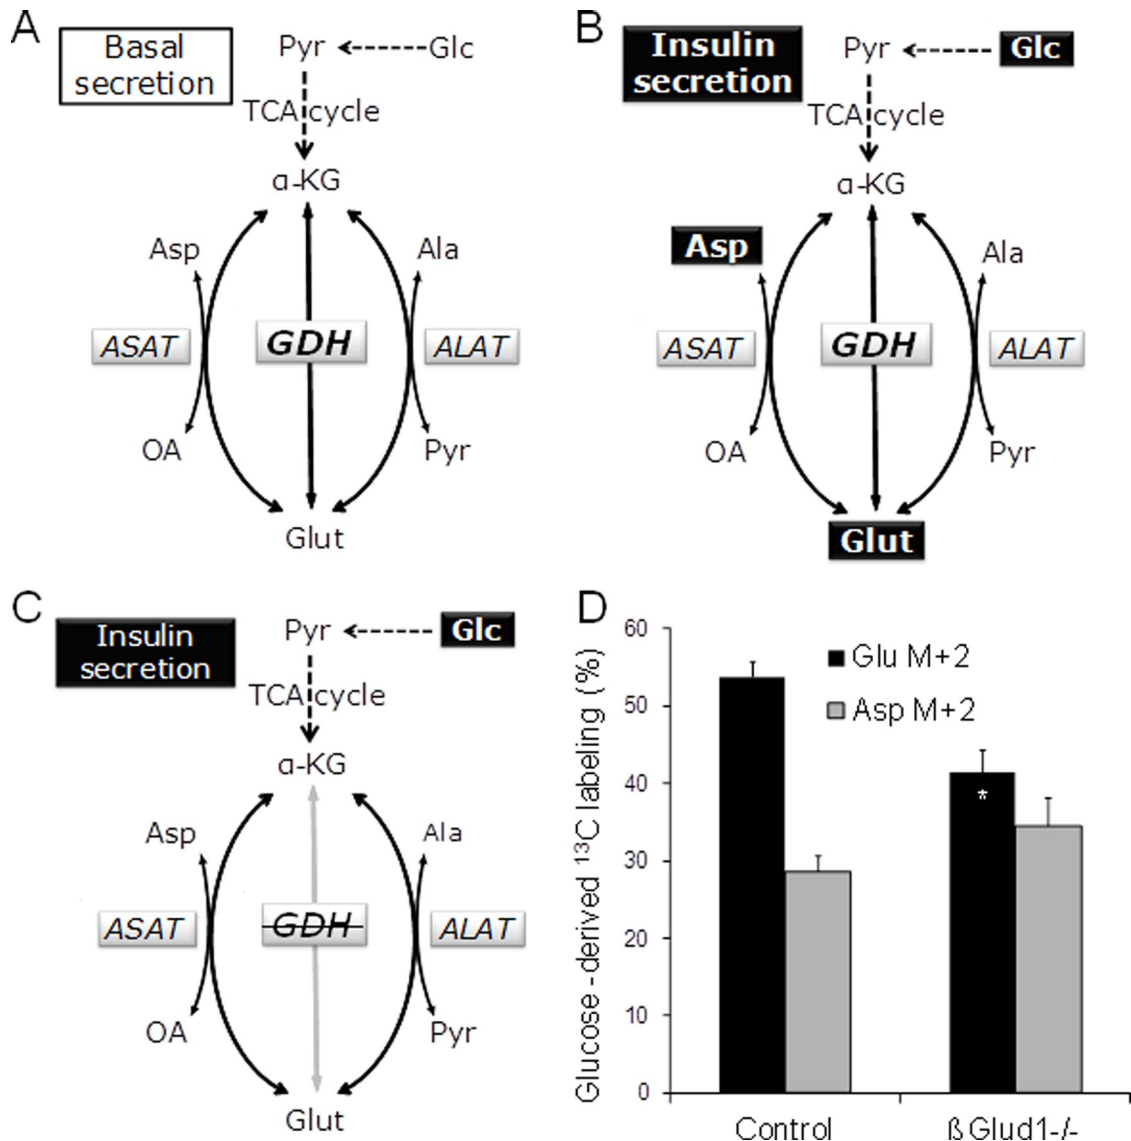 A
Basal
secretion
Pyr
Glc
TCA cycle
α-KG
Asp
Ala
ASAT
GDH
ALAT
OA
Pyr
Glut
B
Insulin
secretion
Pyr
Glc
TCA cycle
α-KG
Asp
Ala
ASAT
GDH
ALAT
OA
Pyr
Glut
C
Insulin
secretion
Pyr
Glc
TCA cycle
α-KG
Asp
Ala
ASAT
GDH
ALAT
OA
Pyr
Glut
D
Glucose -derived ¹³C labeling (%)
60
50
40
30
20
10
0
Glu M+2
Asp M+2
*
Control
ßGlud1-/-